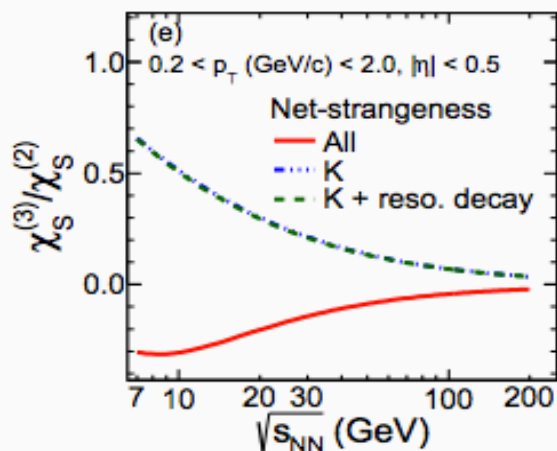 (e)
0.2 < p_T (GeV/c) < 2.0, |η| < 0.5
Net-strangeness
All
K
K + reso. decay
χ_S^(3)/χ_S^(2)
1.0
0.5
0.0
7 10 20 30 100 200
√s_NN (GeV)